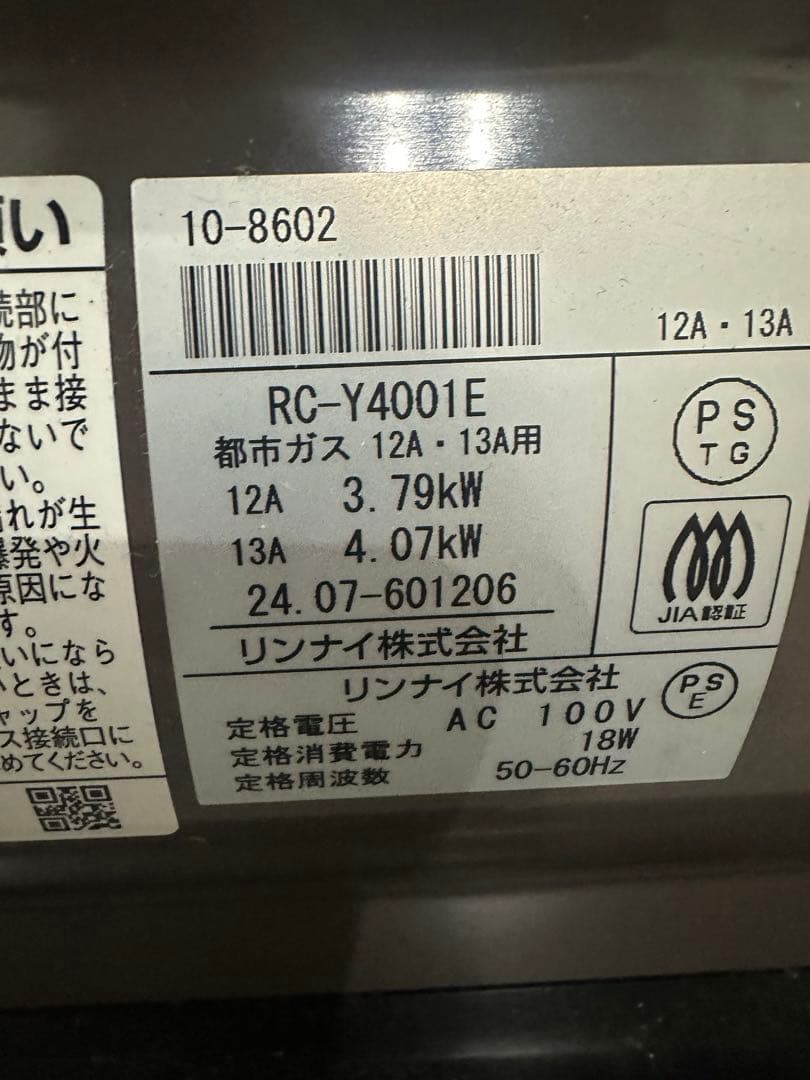 い
続部に
物が付
まま接
ないで
い。
れが生
爆発や火
原因にな
す。
いになら
ときは、
ャップを
ス接続口に
めてください。
10-8602
12A・13A
RC-Y4001E
都市ガス 12A・13A用
12A 3.79kW
13A 4.07kW
24.07-601206
リンナイ株式会社
PS
TG
JIA認証
リンナイ株式会社
PS
E
定格電圧 AC 100V
定格消費電力 18W
定格周波数 50-60Hz